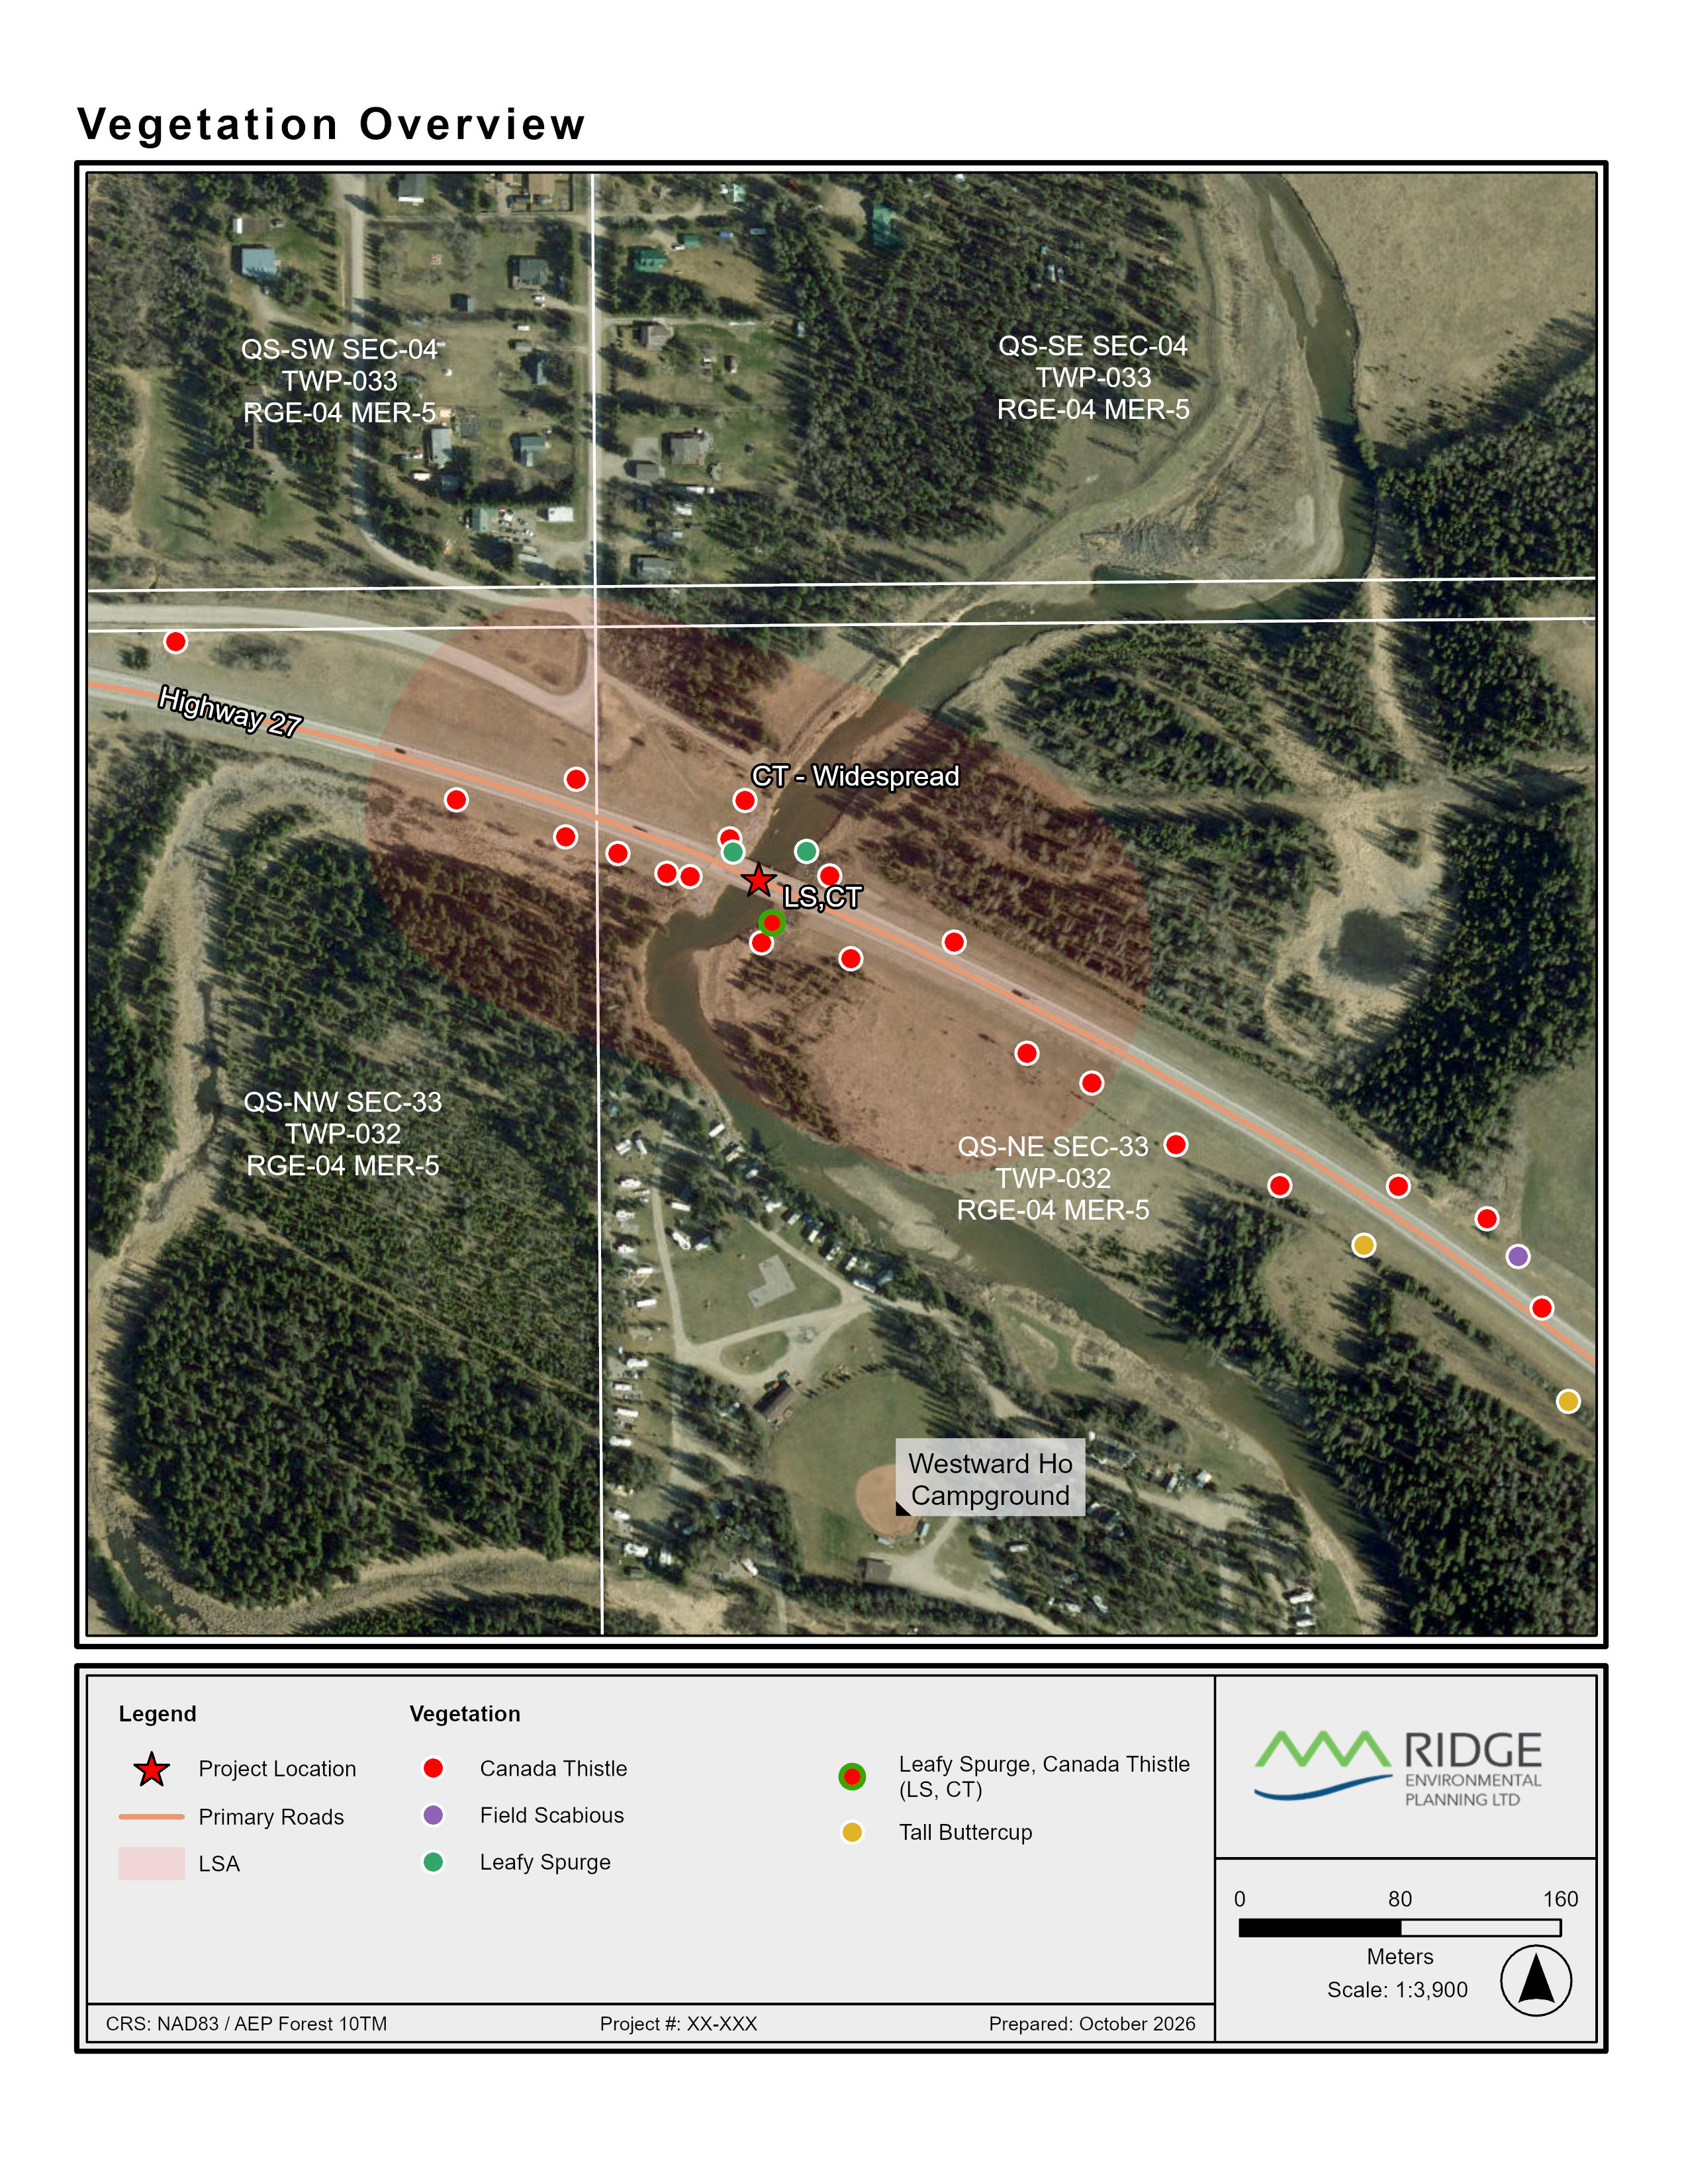 Vegetation Overview
QS-SW SEC-04
TWP-033
RGE-04 MER-5
QS-SE SEC-04
TWP-033
RGE-04 MER-5
Highway 27
CT - Widespread
LS,CT
QS-NW SEC-33
TWP-032
RGE-04 MER-5
QS-NE SEC-33
TWP-032
RGE-04 MER-5
Westward Ho
Campground
Legend
Project Location
Primary Roads
LSA
Vegetation
Canada Thistle
Field Scabious
Leafy Spurge
Leafy Spurge, Canada Thistle
(LS, CT)
Tall Buttercup
RIDGE
ENVIRONMENTAL
PLANNING LTD
0 80 160
Meters
Scale: 1:3,900
CRS: NAD83 / AEP Forest 10TM Project #: XX-XXX Prepared: October 2026